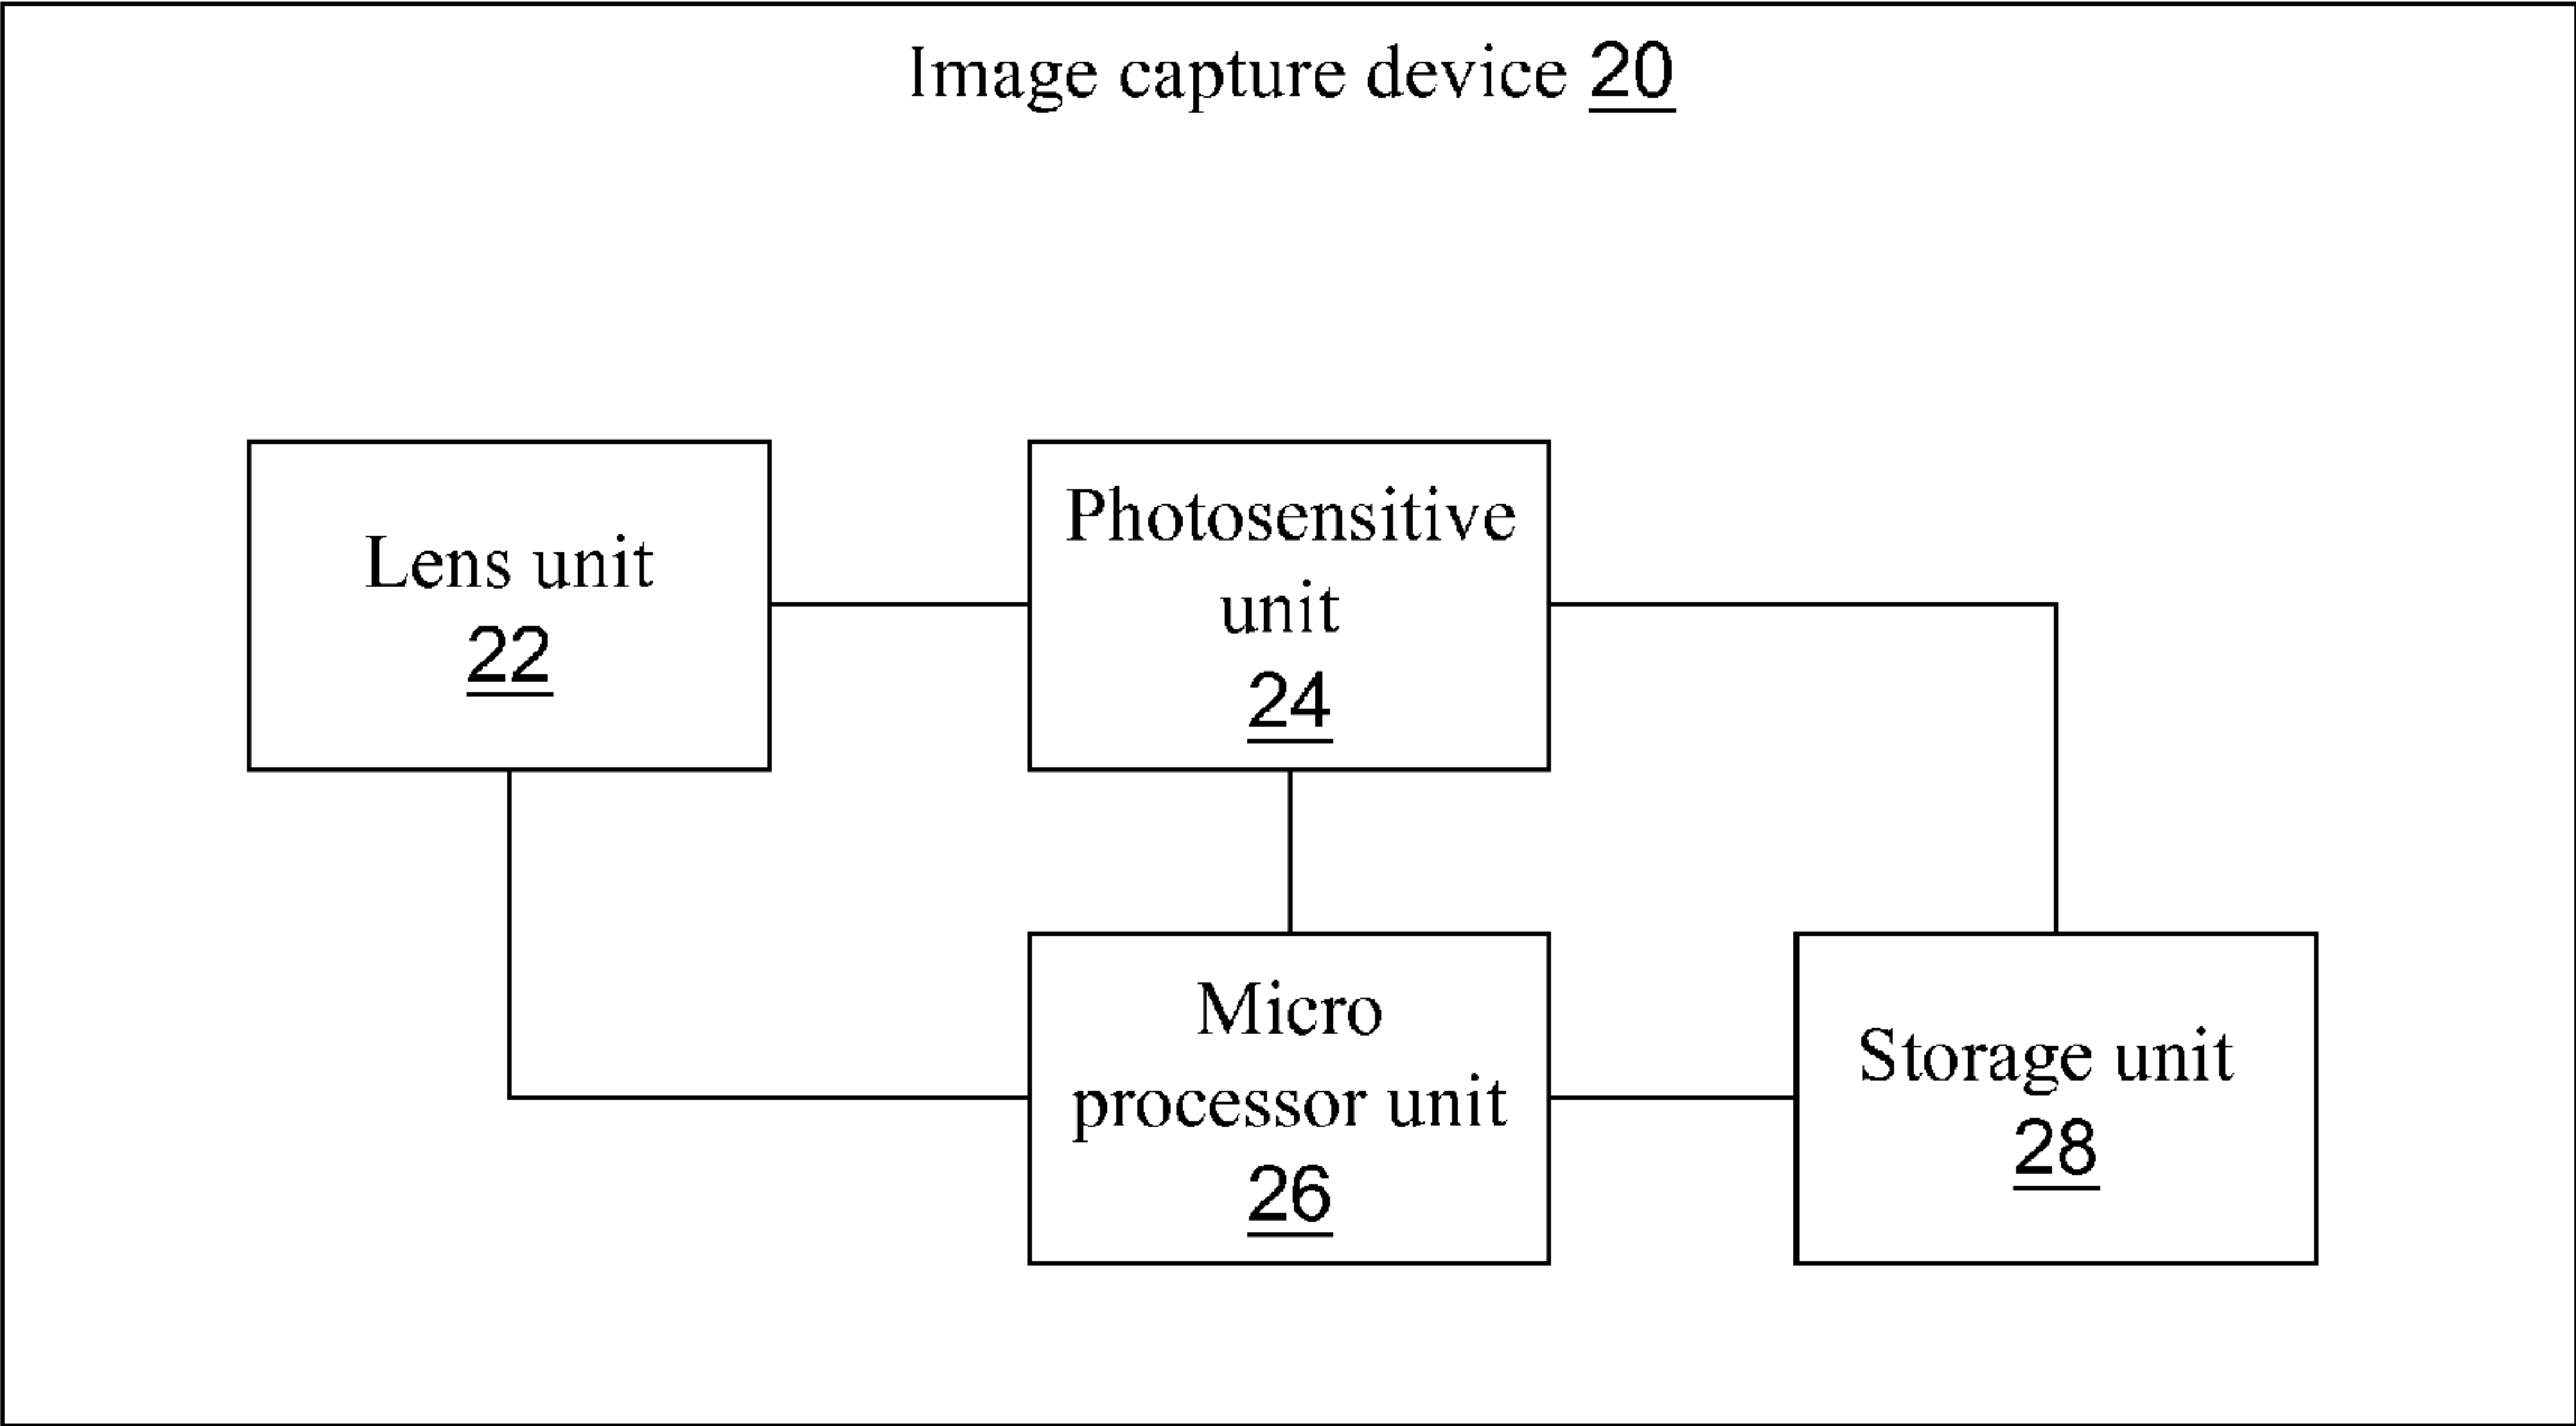 Image capture device 20
Lens unit
22
Photosensitive
unit
24
Micro
processor unit
26
Storage unit
28